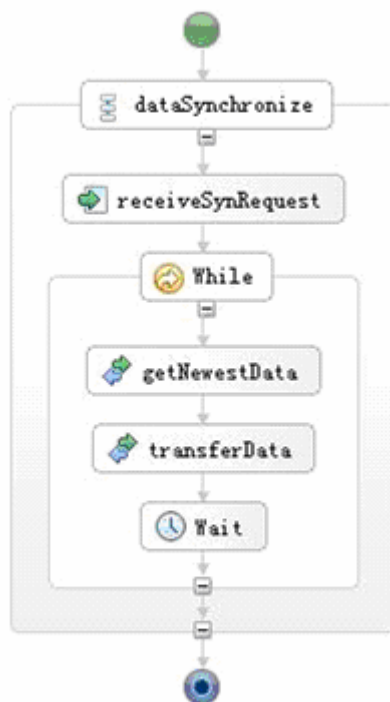 dataSynchronize
receiveSynRequest
While
getNewestData
transferData
Wait